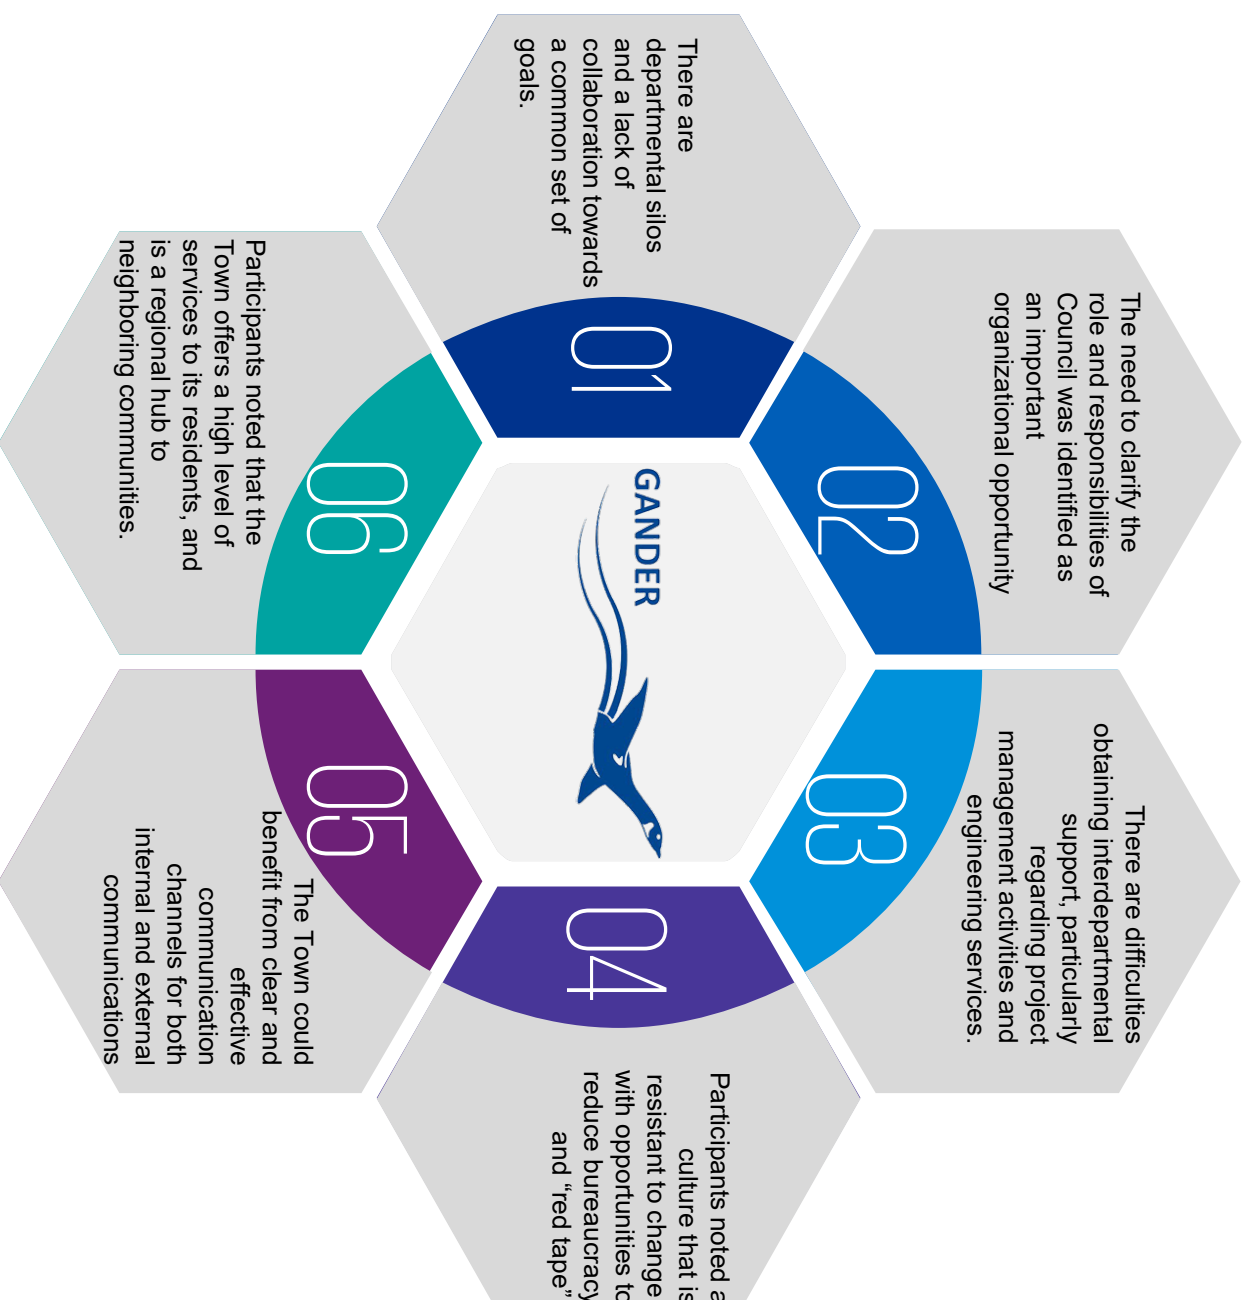 01
There are
departmental silos
and a lack of
collaboration towards
a common set of
goals.
02
The need to clarify the
role and responsibilities of
Council was identified as
an important
organizational opportunity
03
There are difficulties
obtaining interdepartmental
support, particularly
regarding project
management activities and
engineering services.
04
Participants noted a
culture that is
resistant to change
with opportunities to
reduce bureaucracy
and “red tape”
05
The Town could
benefit from clear and
effective
communication
channels for both
internal and external
communications
06
Participants noted that the
Town offers a high level of
services to its residents, and
is a regional hub to
neighboring communities.
GANDER